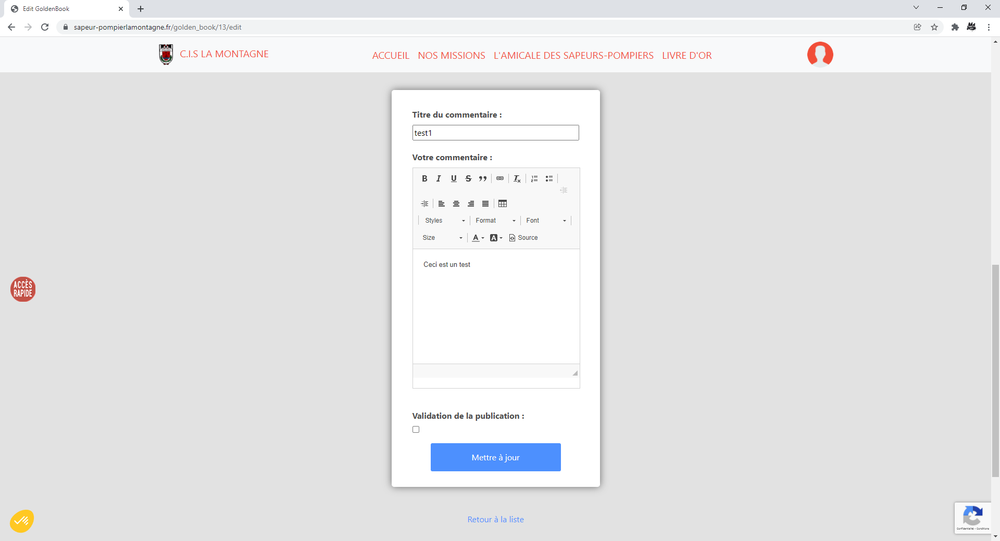 Edit GoldenBook
sapeur-pompierlamontagne.fr/golden_book/13/edit
C.I.S LA MONTAGNE
ACCUEIL NOS MISSIONS L'AMICALE DES SAPEURS-POMPIERS LIVRE D'OR
Titre du commentaire :
test1
Votre commentaire :
Styles Format Font
Size Source
Ceci est un test
ACCÈS
RAPIDE
Validation de la publication :
Mettre à jour
Retour à la liste
Confidentialité - Conditions